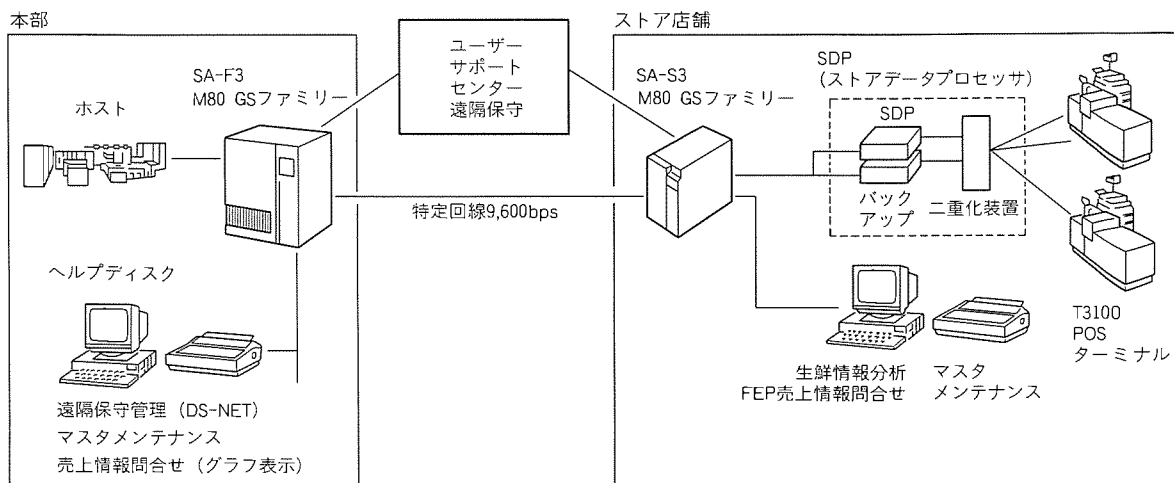 本部
ホスト
SA-F3
M80 GSファミリー
ユーザー
サポート
センター
遠隔保守
特定回線9,600bps
ヘルプディスク
遠隔保守管理（DS-NET）
マスタメンテナンス
売上情報問合せ（グラフ表示）
ストア店舗
SA-S3
M80 GSファミリー
SDP
（ストアデータプロセッサ）
SDP
バック
アップ
二重化装置
T3100
POS
ターミナル
生鮮情報分析
FEP売上情報問合せ
マスタ
メンテナンス